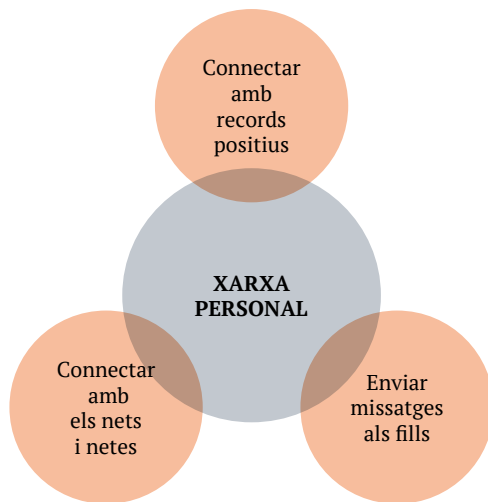 Connectar
amb
records
positius
XARXA
PERSONAL
Connectar
amb
els nets
i netes
Enviar
missatges
als fills